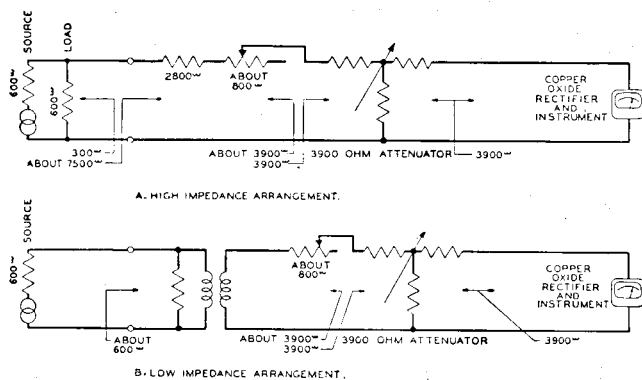 SOURCE
LOAD
600~
600~
2800~
ABOUT
800~
COPPER
OXIDE
RECTIFIER
AND
INSTRUMENT
300~
ABOUT 7500~
ABOUT 3900~
3900~
3900 OHM ATTENUATOR
3900~
A. HIGH IMPEDANCE ARRANGEMENT.
SOURCE
600~
ABOUT
800~
COPPER OXIDE
RECTIFIER
AND
INSTRUMENT
ABOUT
600~
ABOUT 3900~
3900~
3900 OHM ATTENUATOR
3900~
B. LOW IMPEDANCE ARRANGEMENT.